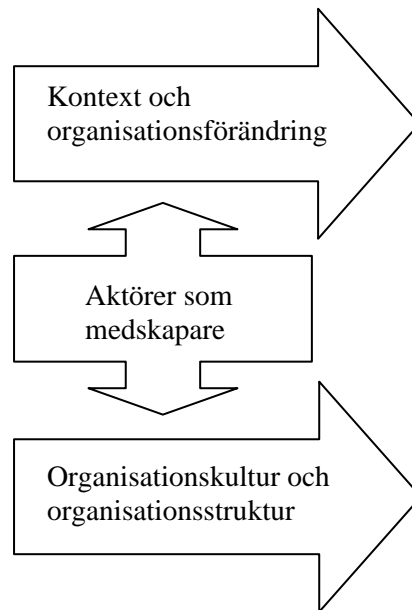 Kontext och
organisationsförändring
Aktörer som
medskapare
Organisationskultur och
organisationsstruktur